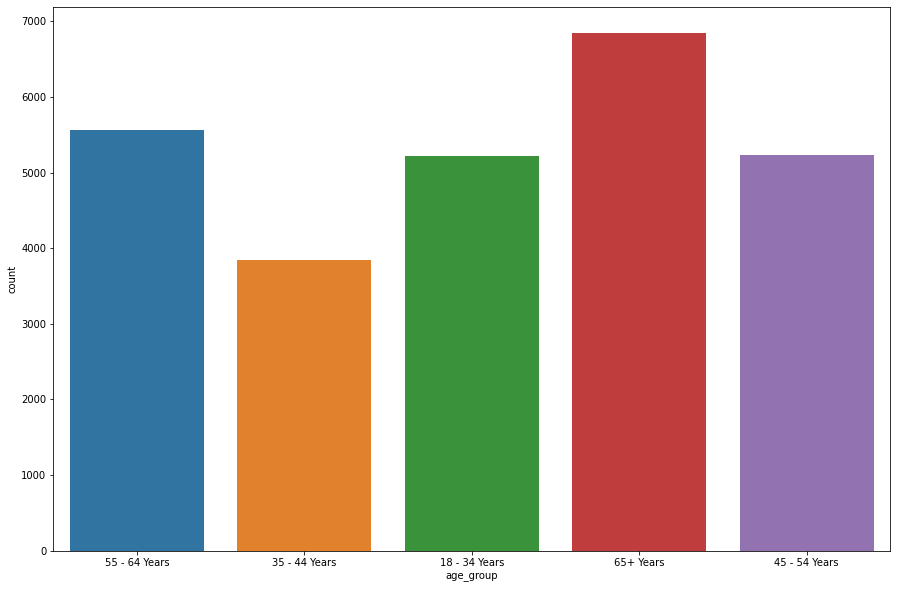 7000
6000
5000
4000
3000
2000
1000
0
count
55 - 64 Years
35 - 44 Years
18 - 34 Years
65+ Years
45 - 54 Years
age_group